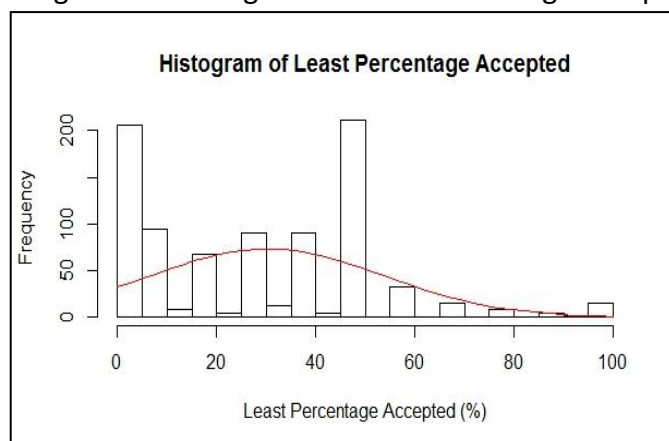 Histogram of Least Percentage Accepted
200
100
50
0
Frequency
0 20 40 60 80 100
Least Percentage Accepted (%)